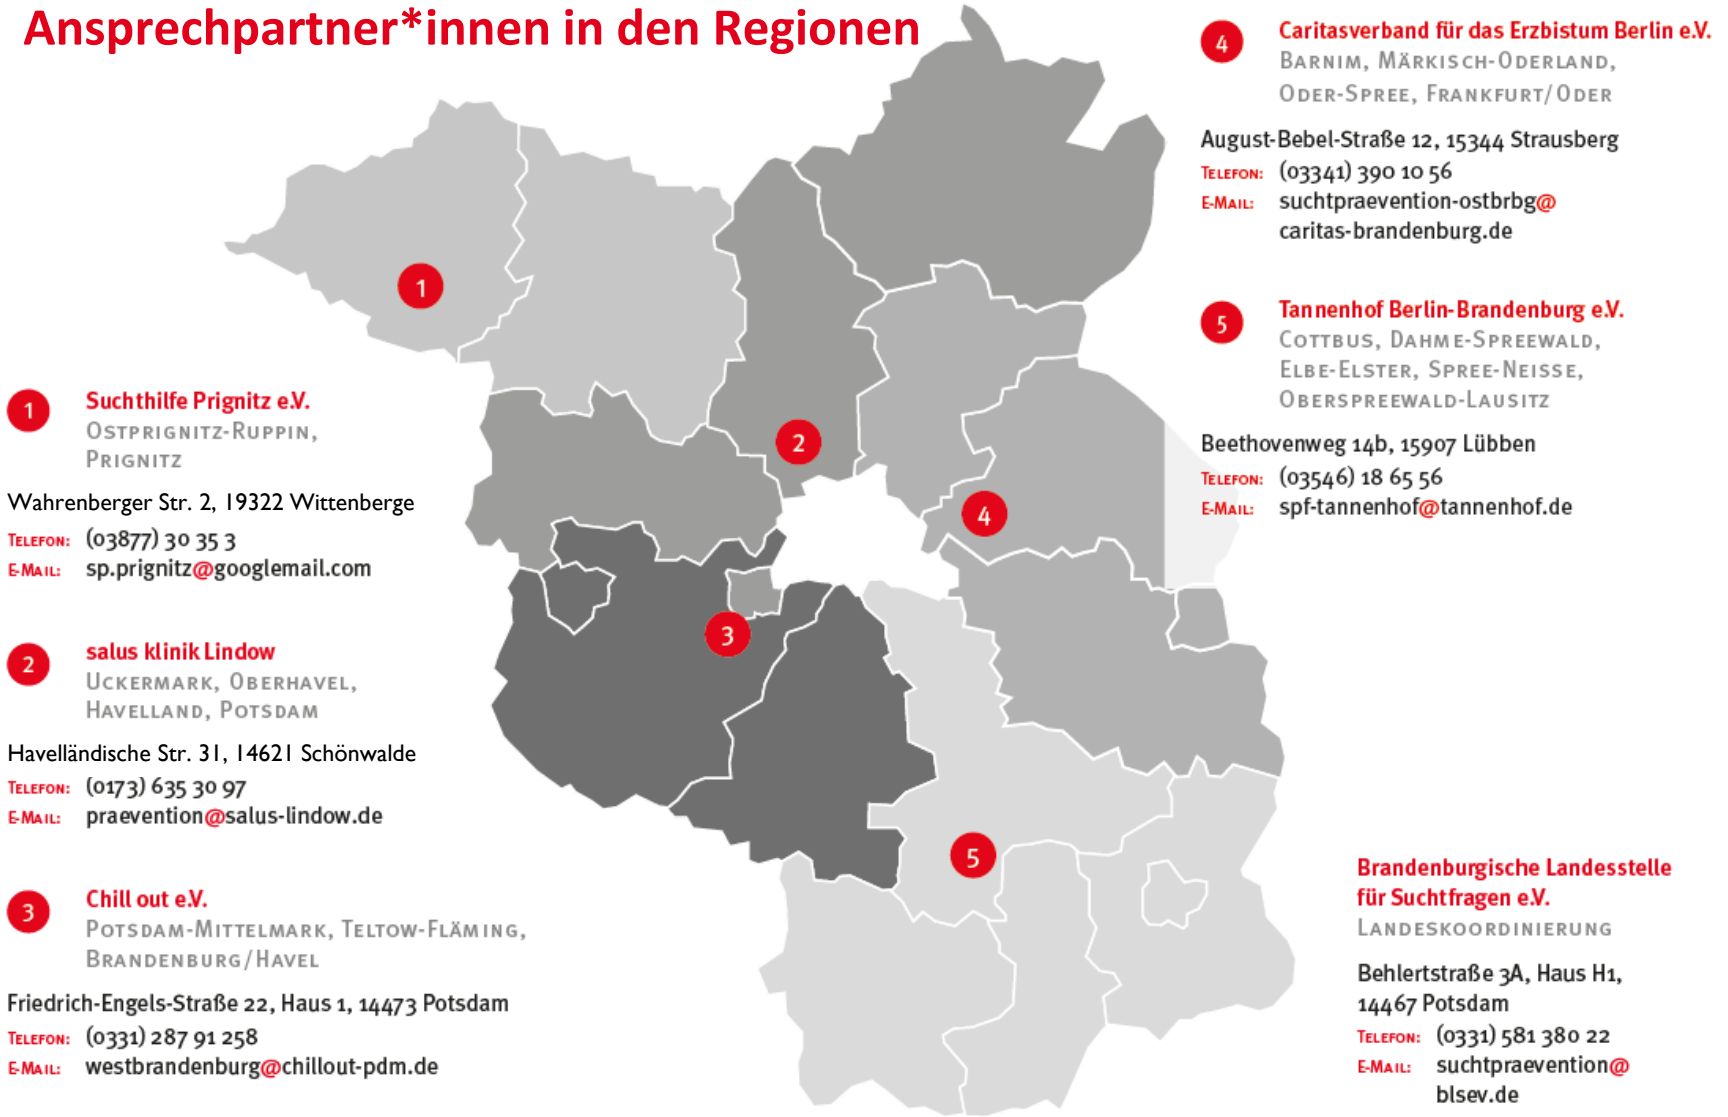 Ansprechpartner*innen in den Regionen
1
Suchthilfe Prignitz e.V.
Ostprignitz-Ruppin,
Prignitz
Wahrenberger Str. 2, 19322 Wittenberge
Telefon: (03877) 30 35 3
E-Mail: sp.prignitz@googlemail.com
2
salus klinik Lindow
Uckermark, Oberhavel,
Havelland, Potsdam
Havelländische Str. 31, 14621 Schönwalde
Telefon: (0173) 635 30 97
E-Mail: praevention@salus-lindow.de
3
Chill out e.V.
Potsdam-Mittelmark, Teltow-Fläming,
Brandenburg/Havel
Friedrich-Engels-Straße 22, Haus 1, 14473 Potsdam
Telefon: (0331) 287 91 258
E-Mail: westbrandenburg@chillout-pdm.de
1
2
3
4
5
4
Caritasverband für das Erzbistum Berlin e.V.
Barnim, Märkisch-Oderland,
Oder-Spree, Frankfurt/Oder
August-Bebel-Straße 12, 15344 Strausberg
Telefon: (03341) 390 10 56
E-Mail: suchtpraevention-ostbrbg@
caritas-brandenburg.de
5
Tannenhof Berlin-Brandenburg e.V.
Cottbus, Dahme-Spreewald,
Elbe-Elster, Spree-Neisse,
Oberspreewald-Lausitz
Beethovenweg 14b, 15907 Lübben
Telefon: (03546) 18 65 56
E-Mail: spf-tannenhof@tannenhof.de
Brandenburgische Landesstelle
für Suchtfragen e.V.
Landeskoordinierung
Behlertstraße 3A, Haus H1,
14467 Potsdam
Telefon: (0331) 581 380 22
E-Mail: suchtpraevention@
blsev.de